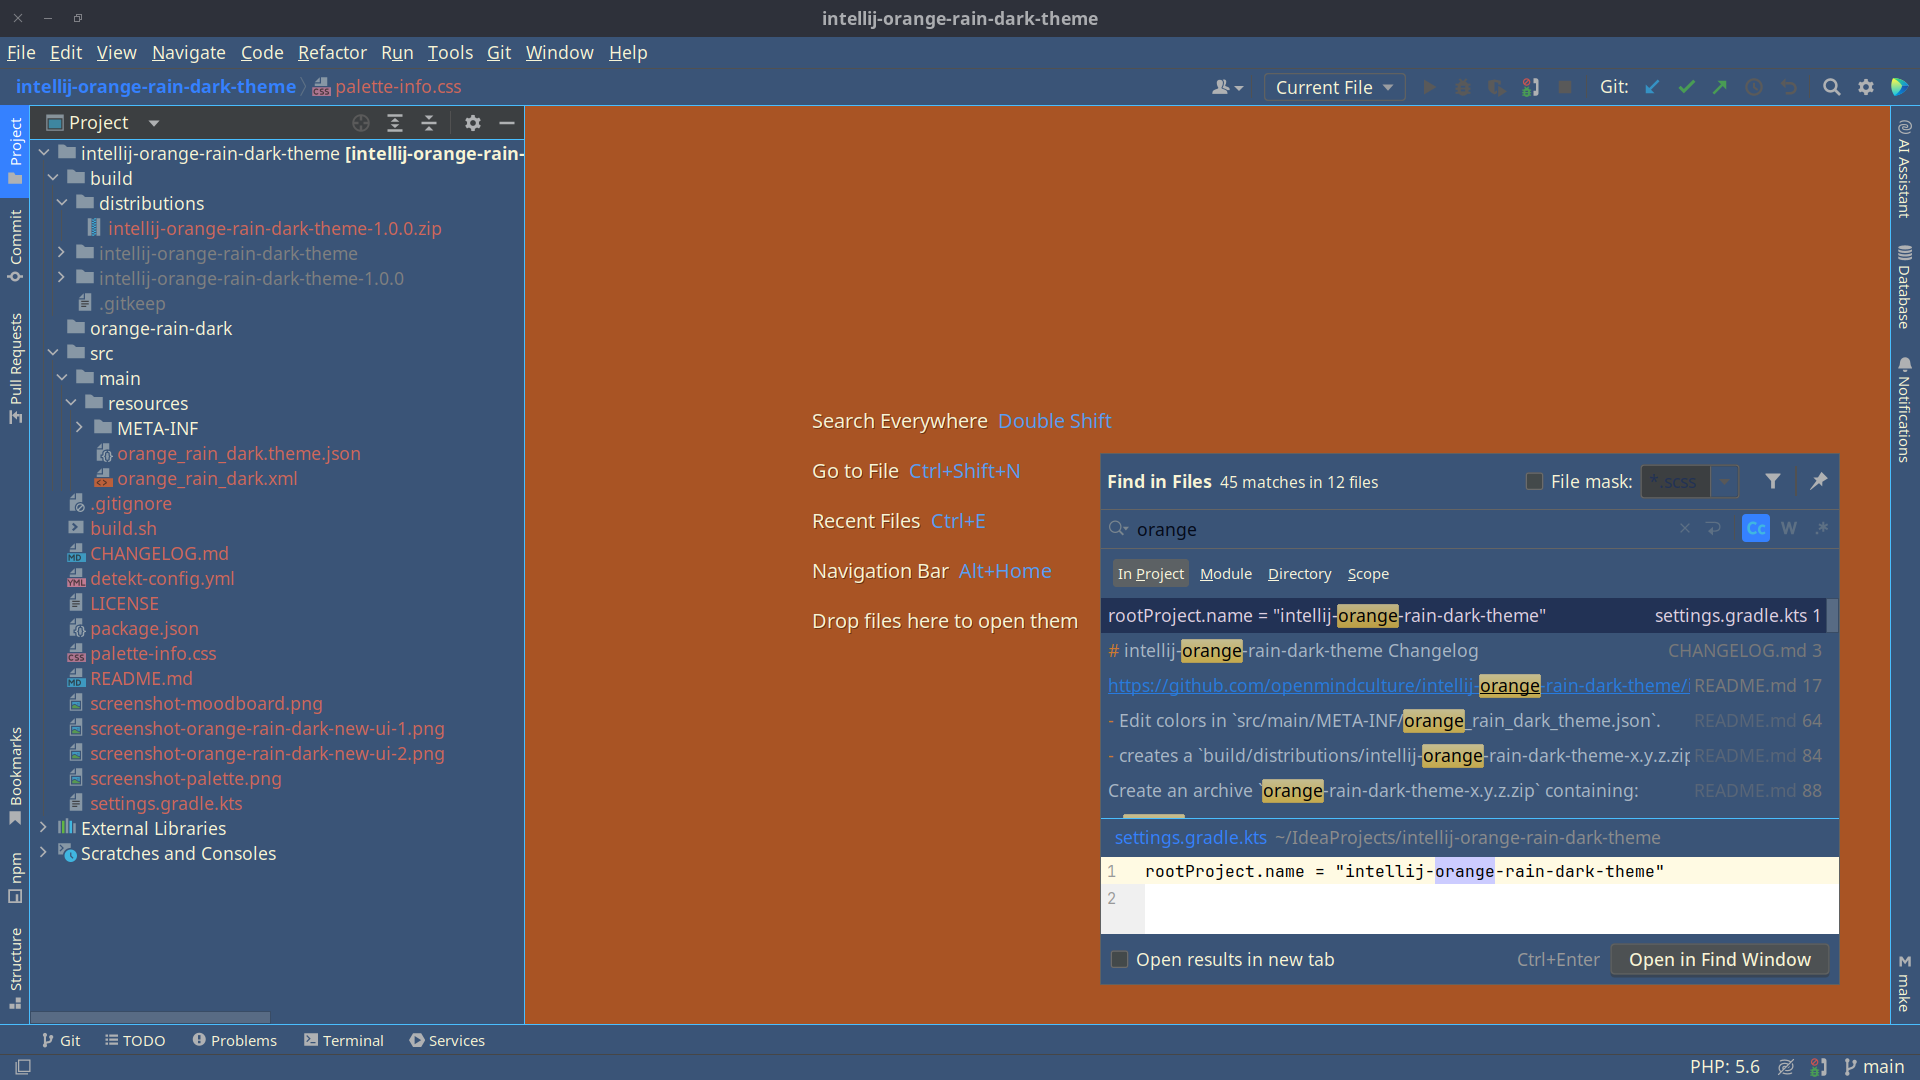 intellij-orange-rain-dark-theme
File Edit View Navigate Code Refactor Run Tools Git Window Help
intellij-orange-rain-dark-theme palette-info.css Current File Git:
Project
Commit
Pull Requests
Bookmarks
npm
Structure
Project
intellij-orange-rain-dark-theme [intellij-orange-rain-
build
distributions
intellij-orange-rain-dark-theme-1.0.0.zip
intellij-orange-rain-dark-theme
intellij-orange-rain-dark-theme-1.0.0
.gitkeep
orange-rain-dark
src
main
resources
META-INF
orange_rain_dark.theme.json
orange_rain_dark.xml
.gitignore
build.sh
CHANGELOG.md
detekt-config.yml
LICENSE
package.json
palette-info.css
README.md
screenshot-moodboard.png
screenshot-orange-rain-dark-new-ui-1.png
screenshot-orange-rain-dark-new-ui-2.png
screenshot-palette.png
settings.gradle.kts
External Libraries
Scratches and Consoles
Search Everywhere Double Shift
Go to File Ctrl+Shift+N
Recent Files Ctrl+E
Navigation Bar Alt+Home
Drop files here to open them
Find in Files 45 matches in 12 files File mask: *.scss
orange Cc W .*
In Project Module Directory Scope
rootProject.name = "intellij-orange-rain-dark-theme" settings.gradle.kts 1
# intellij-orange-rain-dark-theme Changelog CHANGELOG.md 3
https://github.com/openmindculture/intellij-orange-rain-dark-theme/ README.md 17
- Edit colors in `src/main/META-INF/orange_rain_dark_theme.json`. README.md 64
- creates a `build/distributions/intellij-orange-rain-dark-theme-x.y.z.zip README.md 84
Create an archive `orange-rain-dark-theme-x.y.z.zip` containing: README.md 88
settings.gradle.kts ~/IdeaProjects/intellij-orange-rain-dark-theme
1 rootProject.name = "intellij-orange-rain-dark-theme"
2
Open results in new tab Ctrl+Enter Open in Find Window
AI Assistant
Database
Notifications
M make
Git TODO Problems Terminal Services
PHP: 5.6 main